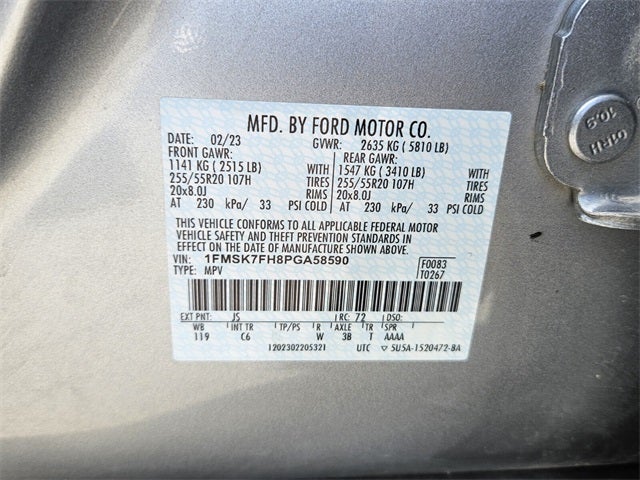 MFD. BY FORD MOTOR CO.
DATE: 02/23 GVWR: 2635 KG ( 5810 LB)
FRONT GAWR: REAR GAWR:
1141 KG ( 2515 LB) WITH 1547 KG ( 3410 LB) WITH
255/55R20 107H TIRES 255/55R20 107H TIRES
20x8.0J RIMS 20x8.0J RIMS
AT 230 kPa/ 33 PSI COLD AT 230 kPa/ 33 PSI COLD
THIS VEHICLE CONFORMS TO ALL APPLICABLE FEDERAL MOTOR
VEHICLE SAFETY AND THEFT PREVENTION STANDARDS IN
EFFECT ON THE DATE OF MANUFACTURE SHOWN ABOVE.
VIN: 1FMSK7FH8PGA58590 F0083
TYPE: MPV T0267
EXT PNT: JS RC: 72 DSO:
WB INT TR TP/PS R AXLE TR SPR
119 C6 W 3B T AAAA
1202302205321 UTC ▽ 5U5A-1520472-BA
10.9
01RH